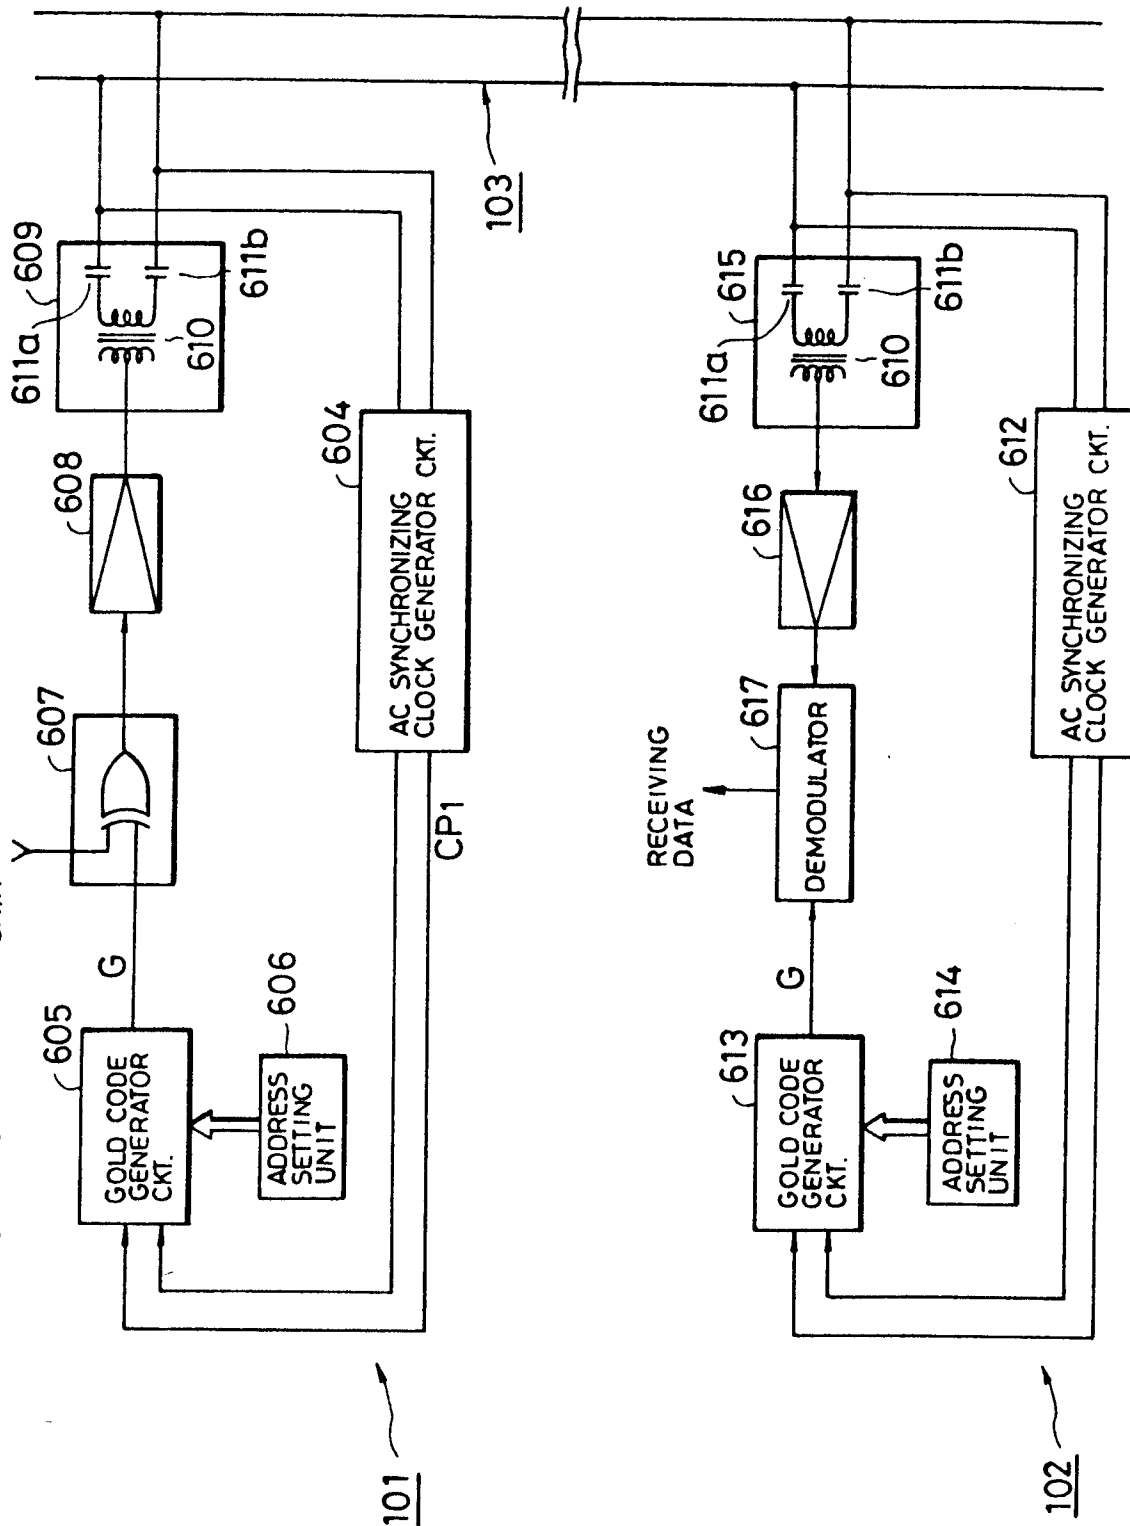 101
605
GOLD CODE
GENERATOR
CKT.
606
ADDRESS
SETTING
UNIT
G
607
608
609
611a
610
611b
604
AC SYNCHRONIZING
CLOCK GENERATOR CKT.
CP1
103
102
613
GOLD CODE
GENERATOR
CKT.
614
ADDRESS
SETTING
UNIT
G
617
DEMODULATOR
RECEIVING
DATA
616
615
611a
610
611b
612
AC SYNCHRONIZING
CLOCK GENERATOR CKT.